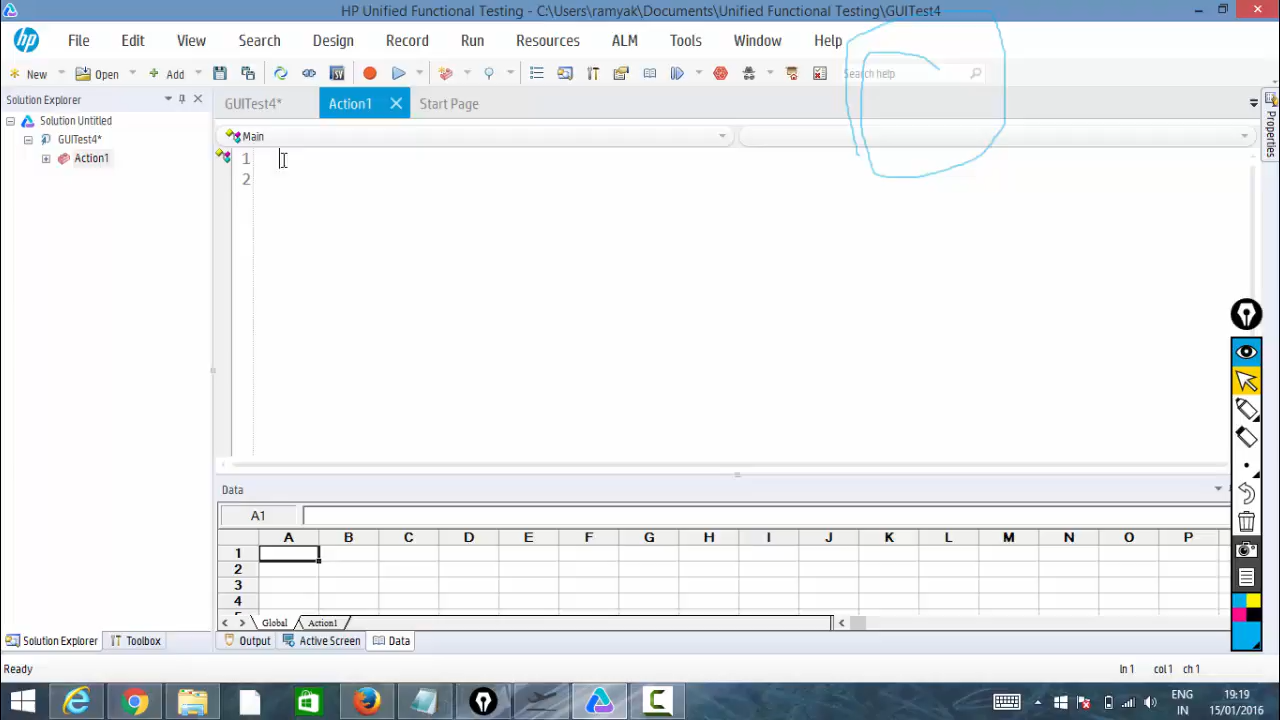 HP Unified Functional Testing - C:\Users\ramyak\Documents\Unified Functional Testing\GUITest4
hp File Edit View Search Design Record Run Resources ALM Tools Window Help
New Open Add Search help
Solution Explorer
GUITest4* Action1 Start Page
Solution Untitled
GUITest4*
Action1
Main
1
2
Properties
Data
A1
A B C D E F G H I J K L M N O P
1
2
3
4
Global Action1
Solution Explorer Toolbox Output Active Screen Data
Ready ln 1 col 1 ch 1
ENG 19:19
IN 15/01/2016